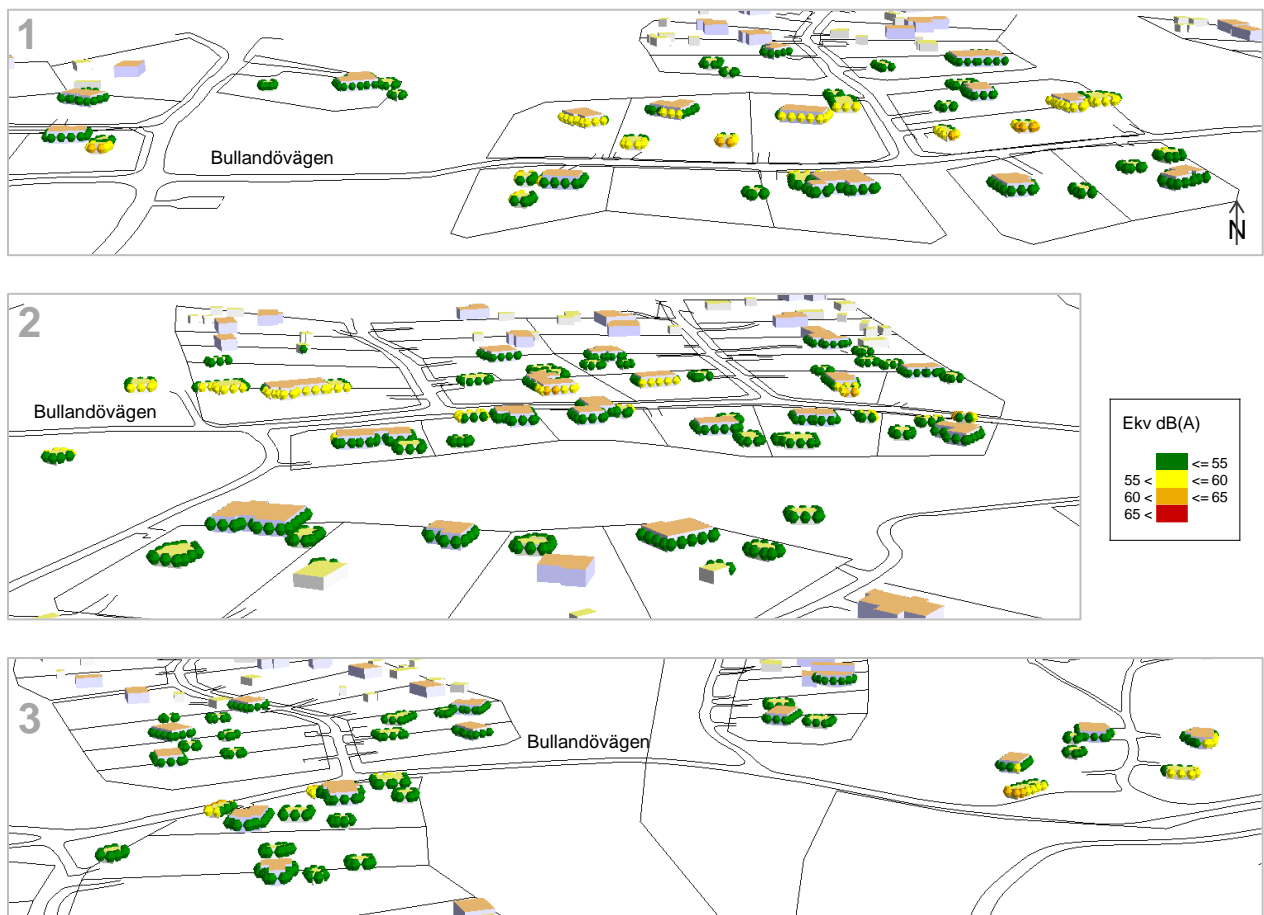 1
Bullandövägen
N
2
Bullandövägen
Ekv dB(A)
<= 55
55 < <= 60
60 < <= 65
65 <
3
Bullandövägen